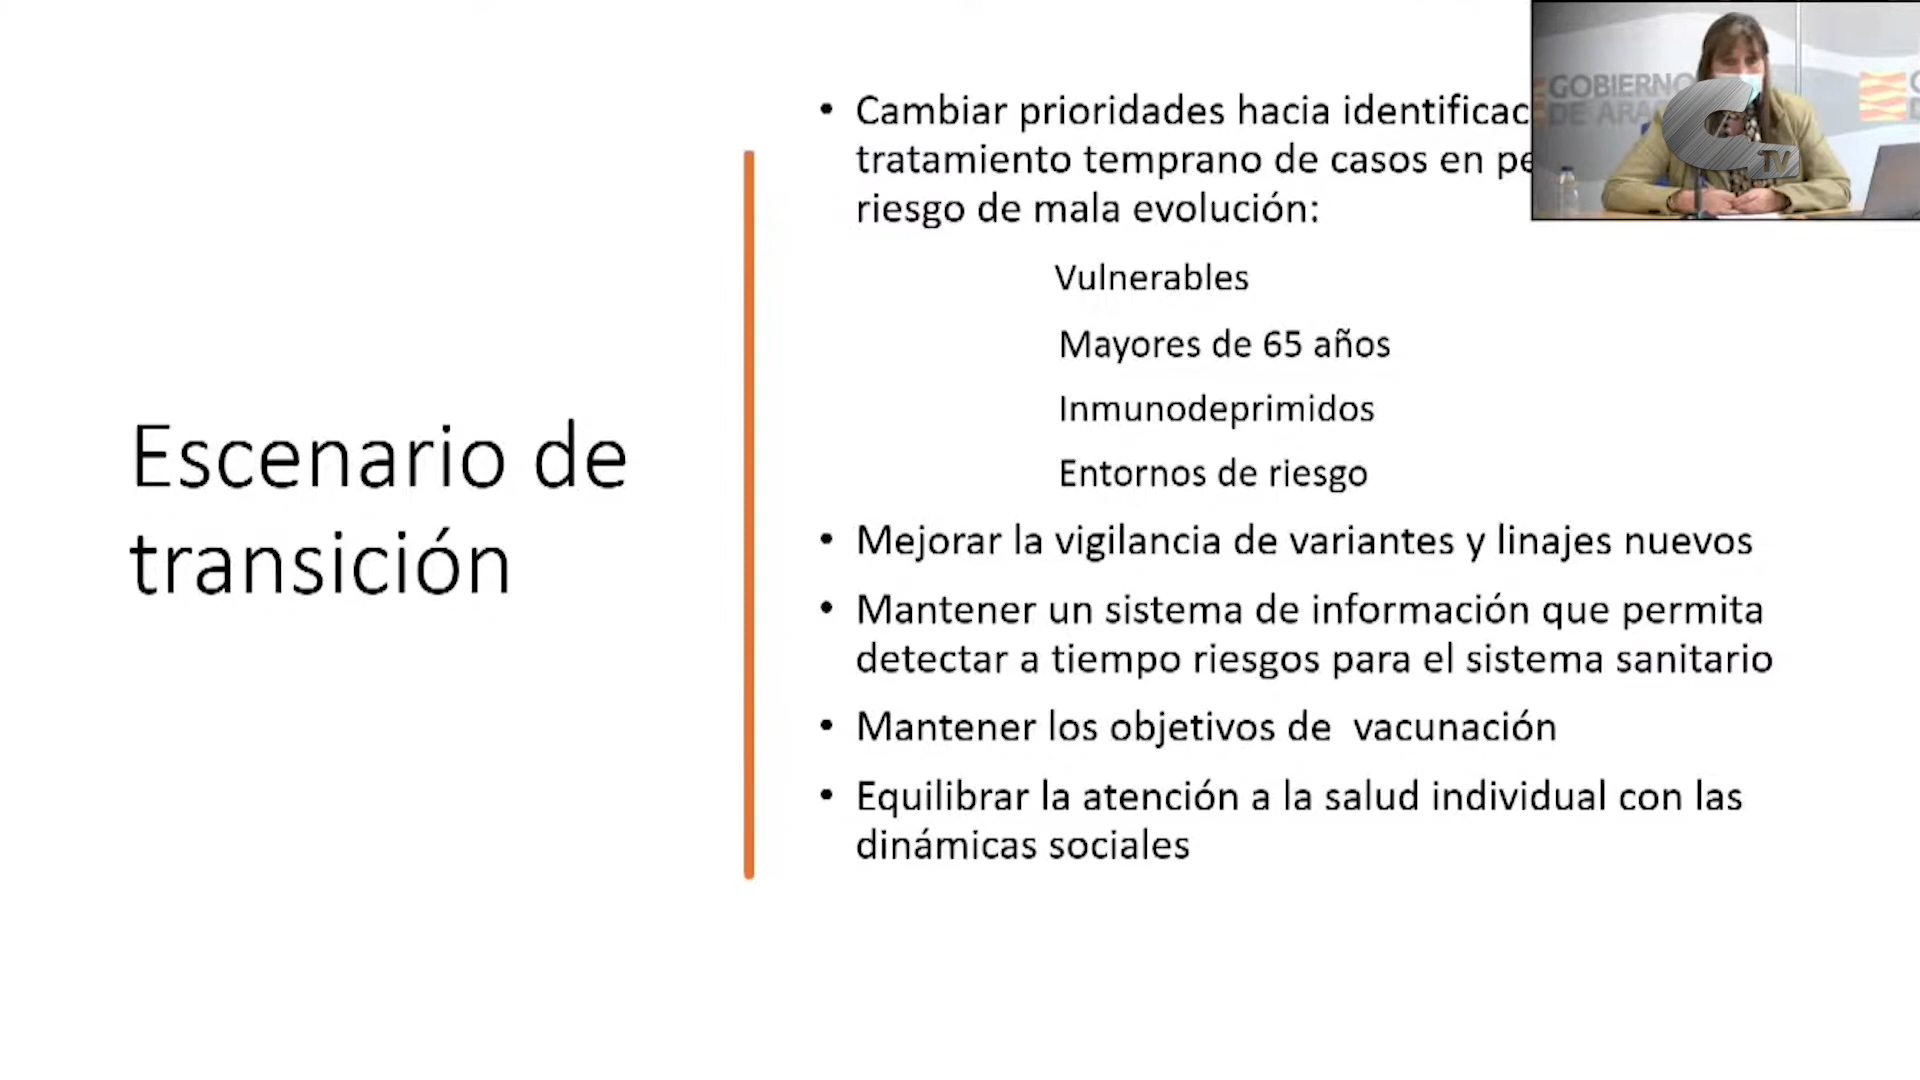 Escenario de
transición
• Cambiar prioridades hacia
tratamiento temprano de casos en
riesgo de mala evolución:
Vulnerables
Mayores de 65 años
Inmunodeprimidos
Entornos de riesgo
• Mejorar la vigilancia de variantes y linajes nuevos
• Mantener un sistema de información que permita
detectar a tiempo riesgos para el sistema sanitario
• Mantener los objetivos de  vacunación
• Equilibrar la atención a la salud individual con las
dinámicas sociales
GOBIERNO
DE
TV